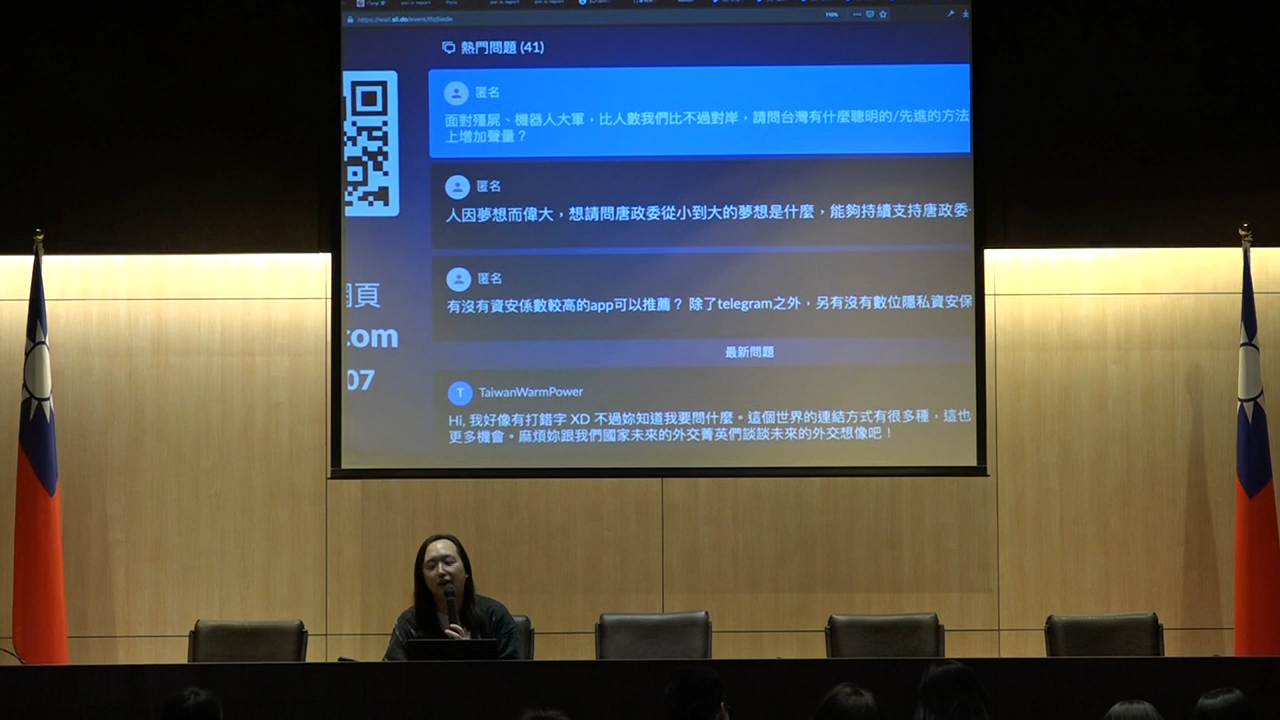 https://wall.sli.do/event/
110%
熱門問題 (41)
匿名
面對殭屍、機器人大軍，比人數我們比不過對岸，請問台灣有什麼聰明的/先進的方法
上增加聲量？
匿名
人因夢想而偉大，想請問唐政委從小到大的夢想是什麼，能夠持續支持唐政委
匿名
有沒有資安係數較高的app可以推薦？ 除了telegram之外，另有沒有數位隱私資安保
網頁
.com
07
最新問題
T TaiwanWarmPower
Hi, 我好像有打錯字 XD 不過妳知道我要問什麼。這個世界的連結方式有很多種，這也
更多機會。麻煩妳跟我們國家未來的外交菁英們談談未來的外交想像吧！